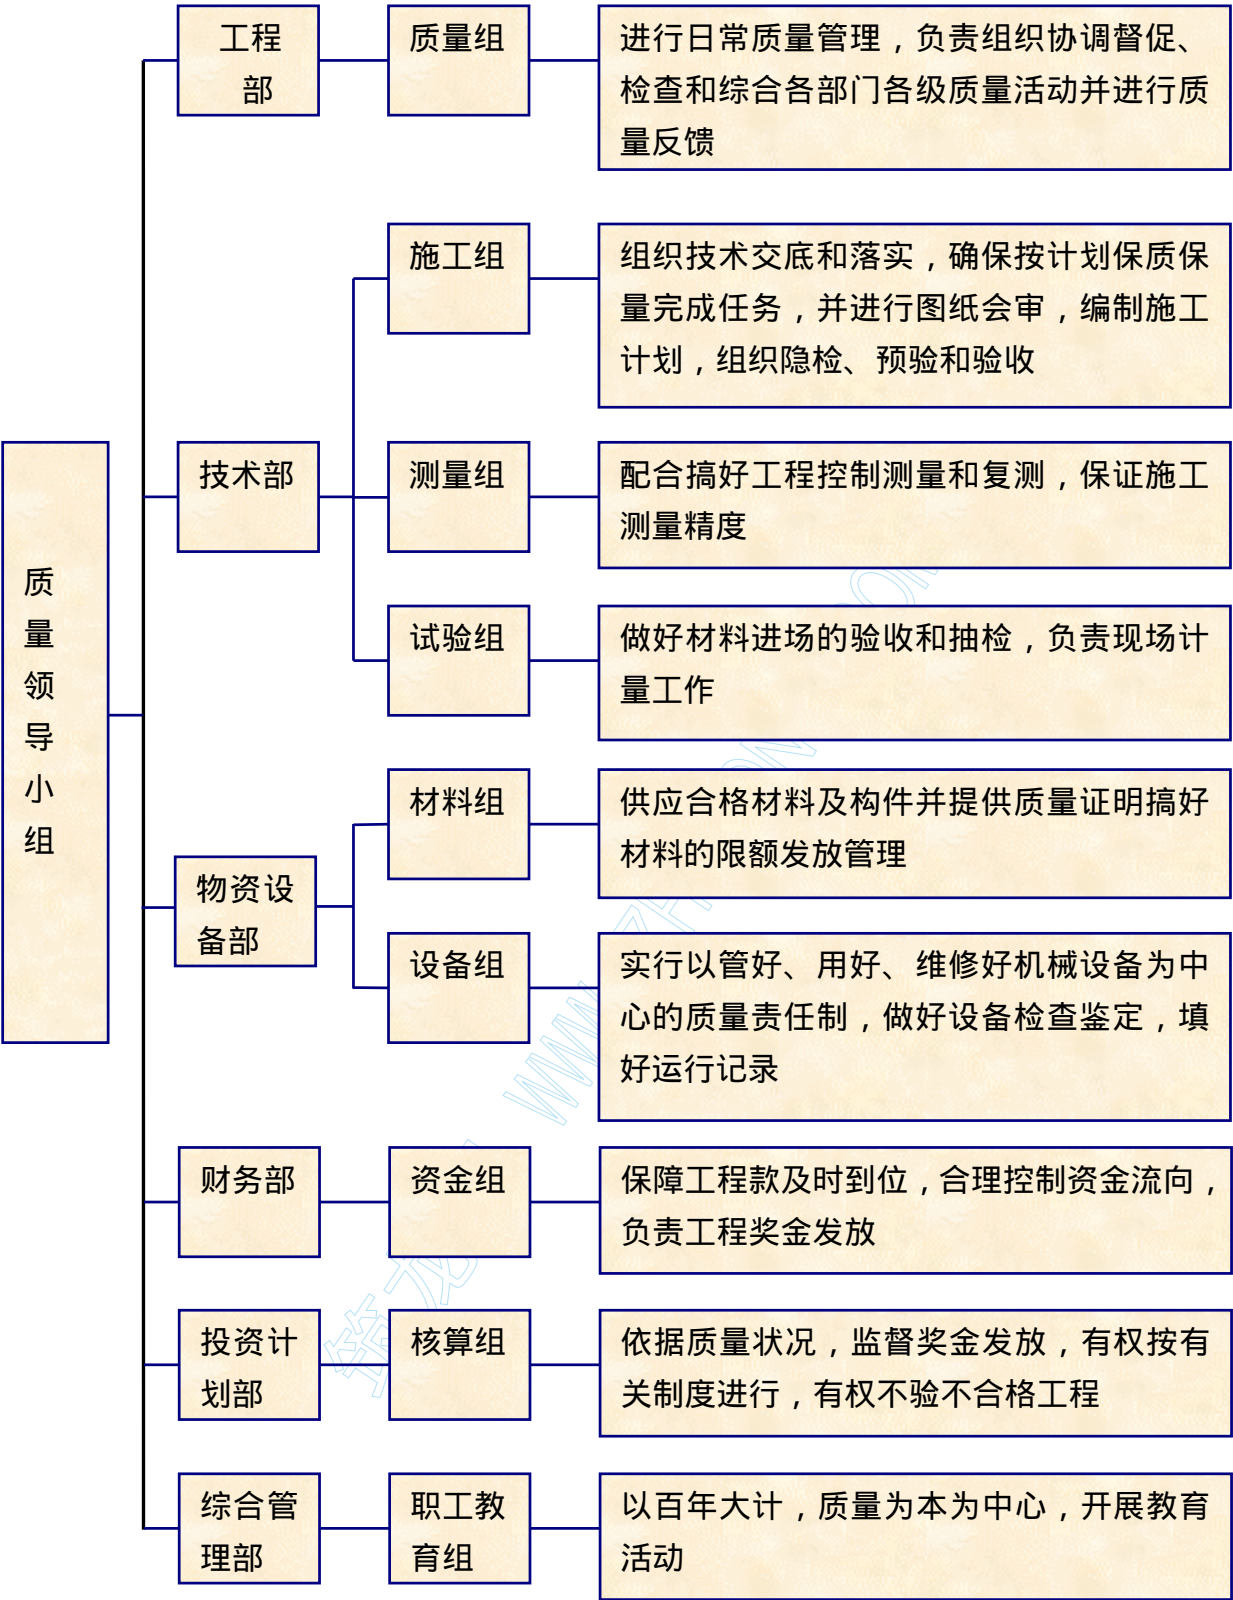 工程
部
质量组
进行日常质量管理，负责组织协调督促、
检查和综合各部门各级质量活动并进行质
量反馈
施工组
组织技术交底和落实，确保按计划保质保
量完成任务，并进行图纸会审，编制施工
计划，组织隐检、预验和验收
技术部
测量组
配合搞好工程控制测量和复测，保证施工
测量精度
质
量
领
导
小
组
试验组
做好材料进场的验收和抽检，负责现场计
量工作
材料组
供应合格材料及构件并提供质量证明搞好
材料的限额发放管理
物资设
备部
设备组
实行以管好、用好、维修好机械设备为中
心的质量责任制，做好设备检查鉴定，填
好运行记录
财务部
资金组
保障工程款及时到位，合理控制资金流向，
负责工程奖金发放
投资计
划部
核算组
依据质量状况，监督奖金发放，有权按有
关制度进行，有权不验不合格工程
综合管
理部
职工教
育组
以百年大计，质量为本为中心，开展教育
活动